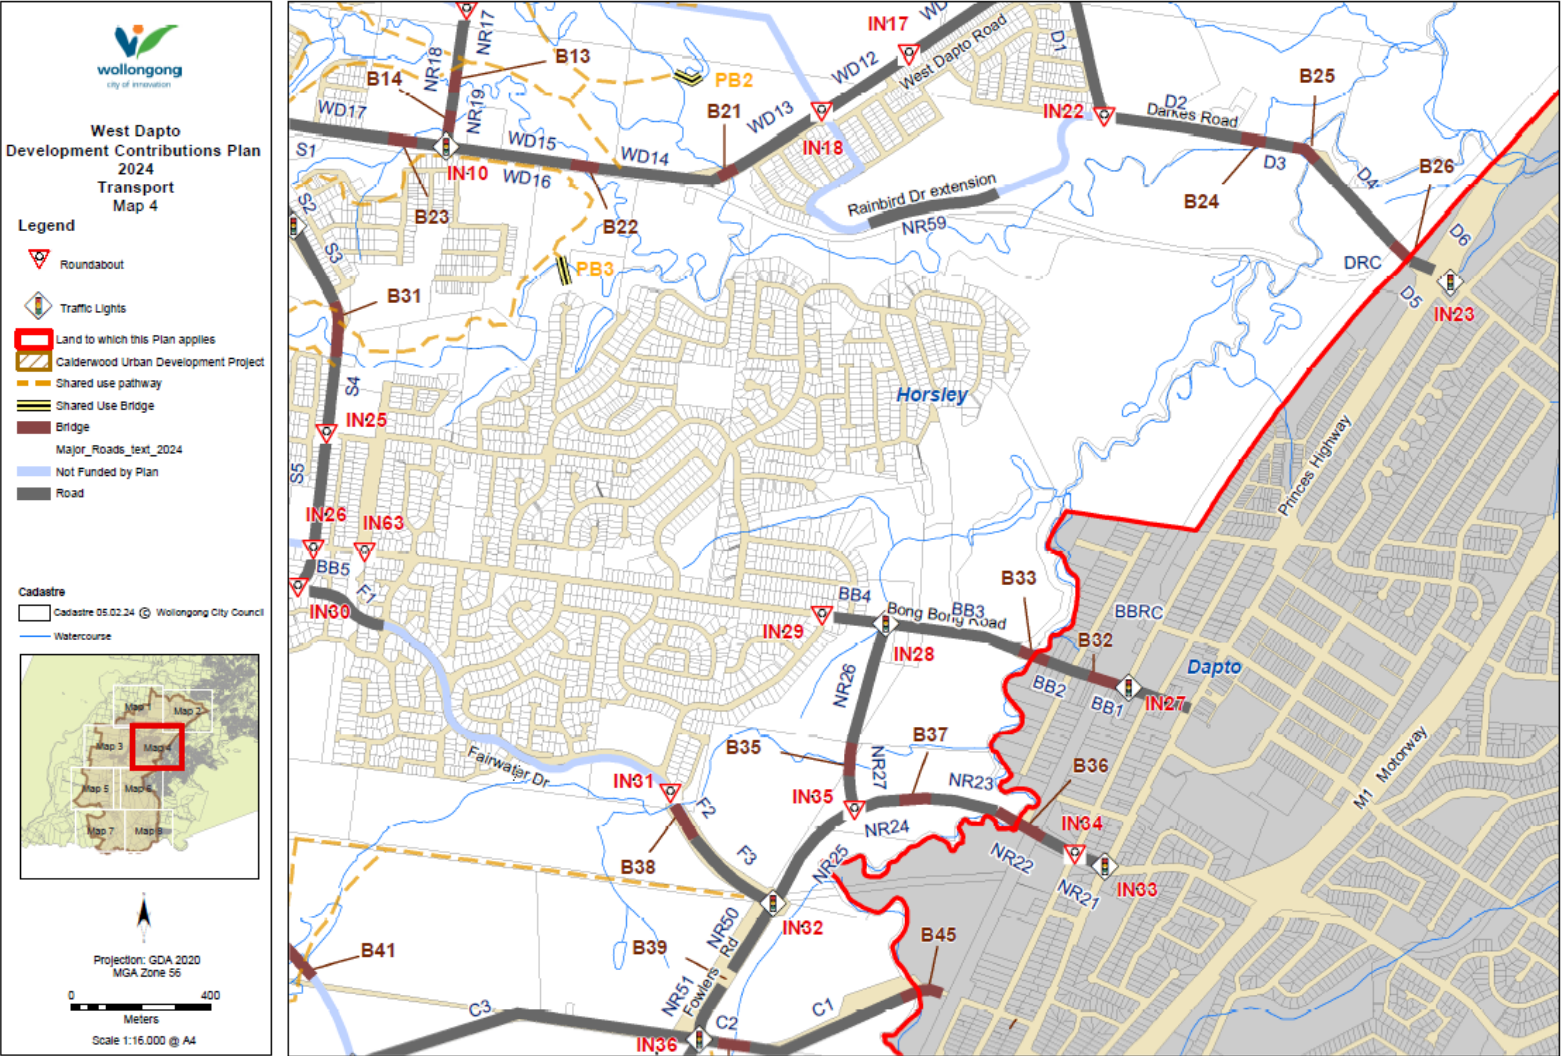 wollongong
city of innovation
West Dapto
Development Contributions Plan
2024
Transport
Map 4
Legend
Roundabout
Traffic Lights
Land to which this Plan applies
Calderwood Urban Development Project
Shared use pathway
Shared Use Bridge
Bridge
Major_Roads_text_2024
Not Funded by Plan
Road
Cadastre
Cadastre 05.02.24 © Wollongong City Council
Watercourse
Map 2
Map 3
Map 4
Map 5
Map 6
Map 7
Map 8
Projection: GDA 2020
MGA Zone 56
0 400
Meters
Scale 1:16.000 @ A4
NR17
IN17
NR18
B13
B14
PB2
WD12
West Dapto Road
D1
B25
WD17
NR19
B21
WD13
IN22
D2
Darkes Road
S1
WD15
WD14
IN18
IN10
WD16
D3
D4
B26
B24
Rainbird Dr extension
NR59
S2
B23
B22
S3
PB3
DRC
D6
D5
IN23
B31
S4
Horsley
IN25
Princes Highway
S5
IN26
IN63
BB5
F1
IN30
B33
BB4
Bong Bong Road
BB3
BBRC
IN29
IN28
B32
Dapto
NR26
BB2
BB1
IN27
B35
B37
NR27
M1 Motorway
Fairwater Dr
IN31
F2
IN35
NR23
B36
NR24
IN34
F3
NR25
NR22
B38
NR21
IN33
IN32
NR50
B39
B45
B41
NR51
Fowlers Rd
C3
C2
C1
IN36